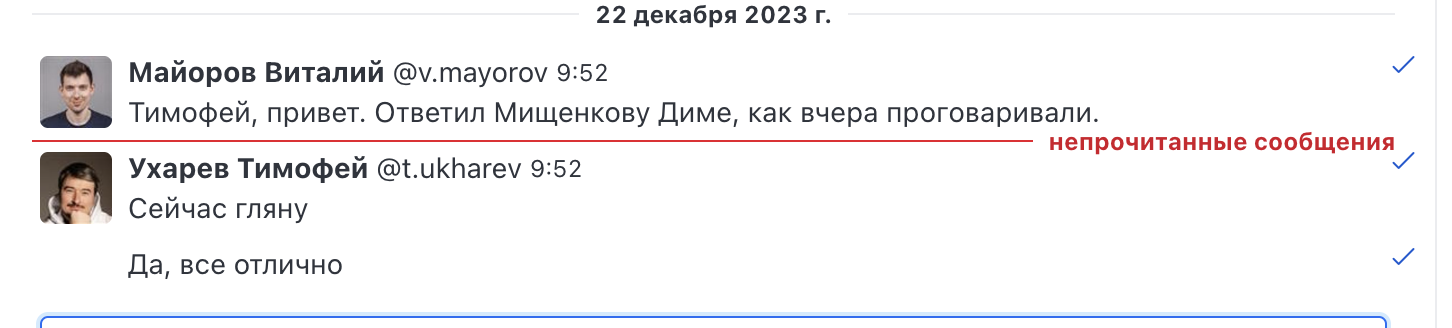 22 декабря 2023 г.
Майоров Виталий @v.mayorov 9:52
Тимофей, привет. Ответил Мищенкову Диме, как вчера проговаривали.
непрочитанные сообщения
Ухарев Тимофей @t.ukharev 9:52
Сейчас гляну
Да, все отлично